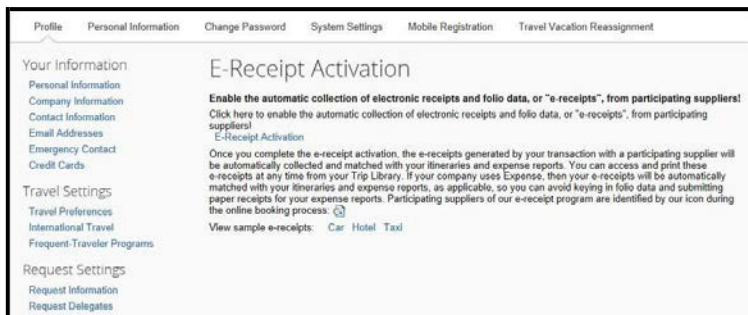 Profile Personal Information Change Password System Settings Mobile Registration Travel Vacation Reassignment
Your Information
Personal Information
Company Information
Contact Information
Email Addresses
Emergency Contact
Credit Cards
Travel Settings
Travel Preferences
International Travel
Frequent-Traveler Programs
Request Settings
Request Information
Request Delegates
E-Receipt Activation
Enable the automatic collection of electronic receipts and folio data, or "e-receipts", from participating suppliers!
Click here to enable the automatic collection of electronic receipts and folio data, or "e-receipts", from participating
suppliers!
E-Receipt Activation
Once you complete the e-receipt activation, the e-receipts generated by your transaction with a participating supplier will
be automatically collected and matched with your itineraries and expense reports. You can access and print these
e-receipts at any time from your Trip Library. If your company uses Expense, then your e-receipts will be automatically
matched with your itineraries and expense reports, as applicable, so you can avoid keying in folio data and submitting
paper receipts for your expense reports. Participating suppliers of our e-receipt program are identified by our icon during
the online booking process:
View sample e-receipts: Car Hotel Taxi